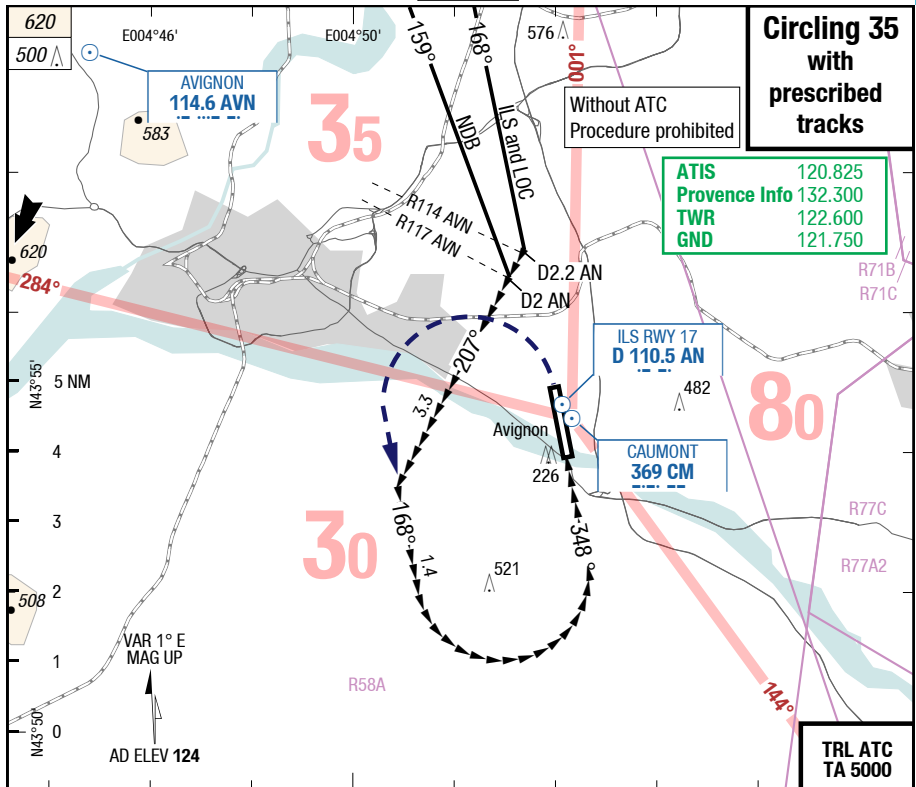 620
500
E004°46'
E004°50'
159°
168°
576
001°
Circling 35
with
prescribed
tracks
AVIGNON
114.6 AVN
583
35
NDB
ILS and LOC
Without ATC
Procedure prohibited
ATIS 120.825
Provence Info 132.300
TWR 122.600
GND 121.750
R114 AVN
R117 AVN
620
284°
D2.2 AN
D2 AN
R71B
R71C
207°
ILS RWY 17
D 110.5 AN
N43°55'
5 NM
482
80
3.3
Avignon
4
226
CAUMONT
369 CM
3
30
168°
348°
R77C
1.4
521
R77A2
2
508
VAR 1° E
MAG UP
1
R58A
144°
N43°50'
0
AD ELEV 124
TRL ATC
TA 5000